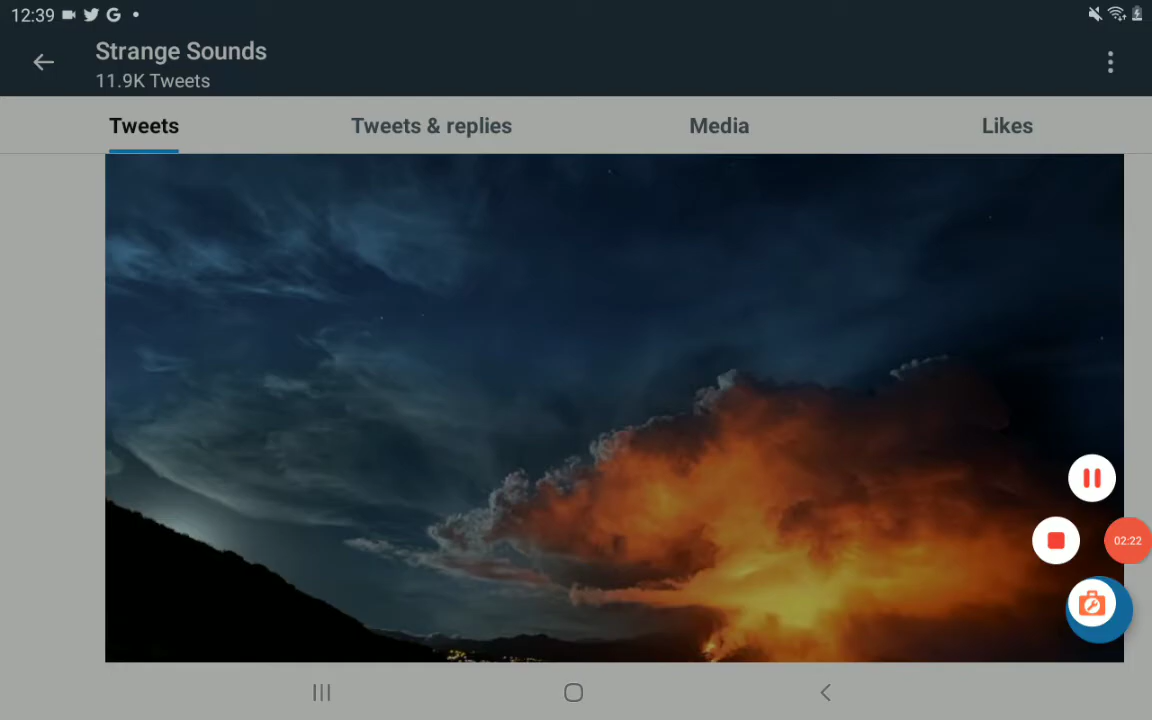 12:39
Strange Sounds
11.9K Tweets
Tweets
Tweets & replies
Media
Likes
02:22